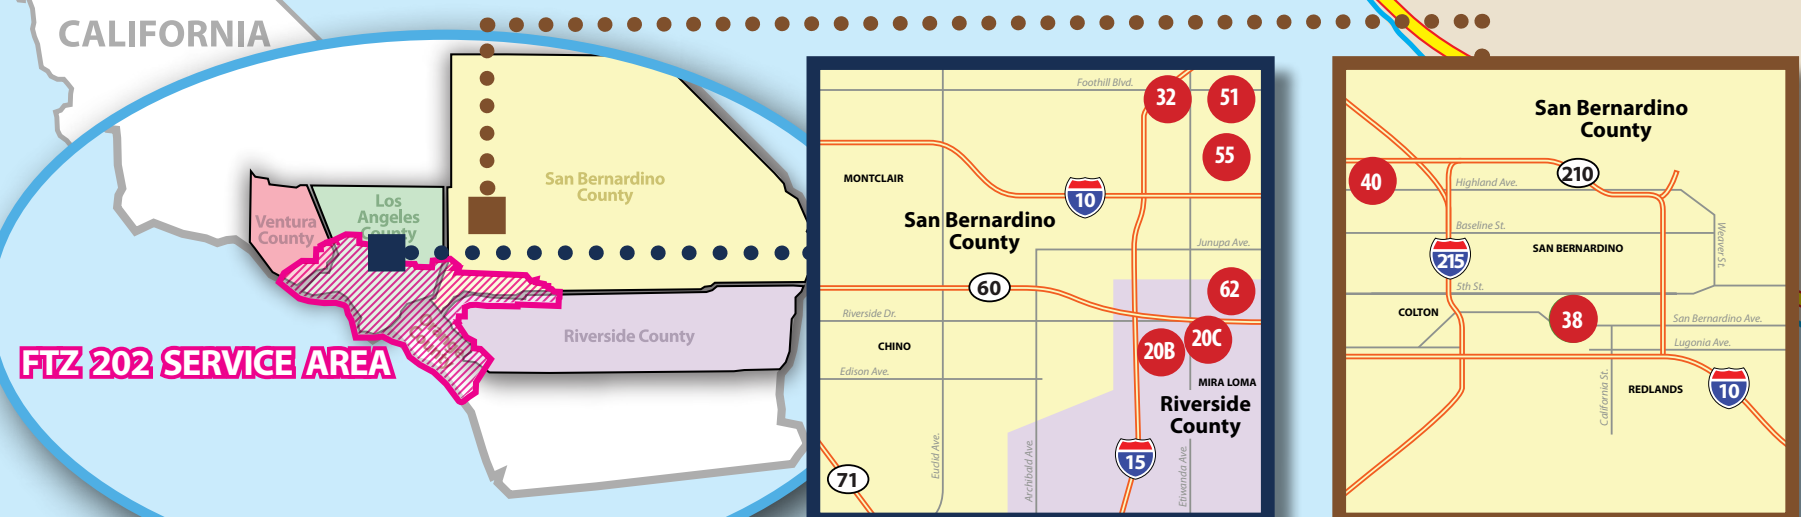 CALIFORNIA
Ventura
County
Los
Angeles
County
San Bernardino
County
Riverside County
FTZ 202 SERVICE AREA
Foothill Blvd.
32
51
55
MONTCLAIR
10
San Bernardino
County
Junupa Ave.
60
62
Riverside Dr.
CHINO
20B
20C
Edison Ave.
MIRA LOMA
Riverside
County
Euclid Ave.
Archibald Ave.
Etiwanda Ave.
15
71
San Bernardino
County
40
210
Highland Ave.
Baseline St.
Weaver St.
215
SAN BERNARDINO
5th St.
COLTON
38
San Bernardino Ave.
Lugonia Ave.
California St.
REDLANDS
10